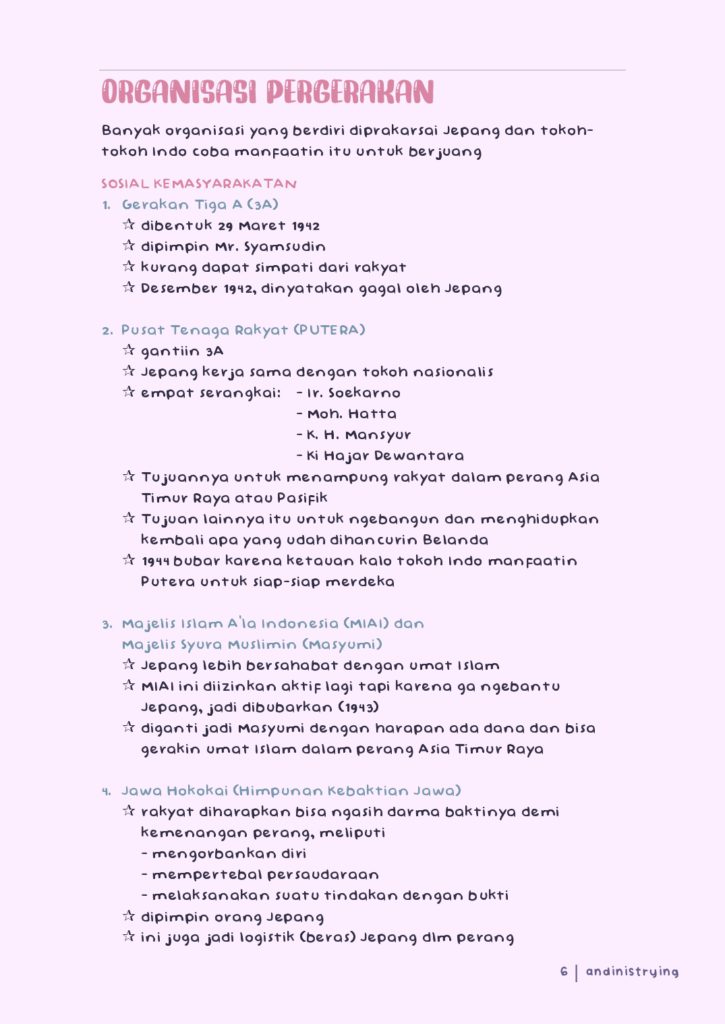 ORGANISASI PERGERAKAN
Banyak organisasi yang berdiri diprakarsai Jepang dan tokoh-
tokoh Indo coba manfaatin itu untuk berjuang
SOSIAL KEMASYARAKATAN
1. Gerakan Tiga A (3A)
☆ dibentuk 29 Maret 1942
☆ dipimpin Mr. Syamsudin
☆ kurang dapat simpati dari rakyat
☆ Desember 1942, dinyatakan gagal oleh Jepang
2. Pusat Tenaga Rakyat (PUTERA)
☆ gantiin 3A
☆ Jepang kerja sama dengan tokoh nasionalis
☆ empat serangkai: - Ir. Soekarno
- Moh. Hatta
- K. H. Mansyur
- Ki Hajar Dewantara
☆ Tujuannya untuk menampung rakyat dalam perang Asia
Timur Raya atau Pasifik
☆ Tujuan lainnya itu untuk ngebangun dan menghidupkan
kembali apa yang udah dihancurin Belanda
☆ 1944 bubar karena ketauan kalo tokoh Indo manfaatin
Putera untuk siap-siap merdeka
3. Majelis Islam A'la Indonesia (MIAI) dan
Majelis Syura Muslimin (Masyumi)
☆ Jepang lebih bersahabat dengan umat Islam
☆ MIAI ini diizinkan aktif lagi tapi karena ga ngebantu
Jepang, jadi dibubarkan (1943)
☆ diganti jadi Masyumi dengan harapan ada dana dan bisa
gerakin umat Islam dalam perang Asia Timur Raya
4. Jawa Hokokai (Himpunan Kebaktian Jawa)
☆ rakyat diharapkan bisa ngasih darma baktinya demi
kemenangan perang, meliputi
- mengorbankan diri
- mempertebal persaudaraan
- melaksanakan suatu tindakan dengan bukti
☆ dipimpin orang Jepang
☆ ini juga jadi logistik (beras) Jepang dlm perang
6 | andinistrying